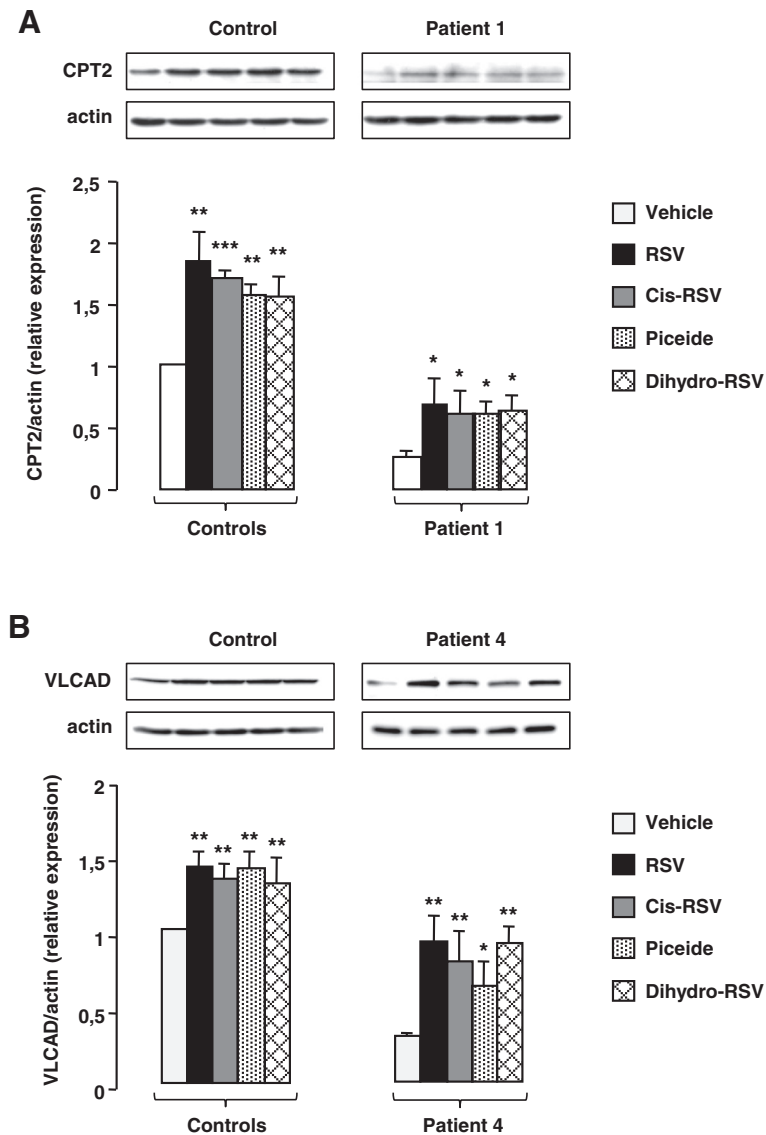 A
Control Patient 1
CPT2
actin
CPT2/actin (relative expression)
2,5
2
1,5
1
0,5
0
** *** ** **
* * * *
Controls Patient 1
Vehicle
RSV
Cis-RSV
Piceide
Dihydro-RSV
B
Control Patient 4
VLCAD
actin
VLCAD/actin (relative expression)
2
1,5
1
0,5
0
** ** ** **
** ** * **
Controls Patient 4
Vehicle
RSV
Cis-RSV
Piceide
Dihydro-RSV